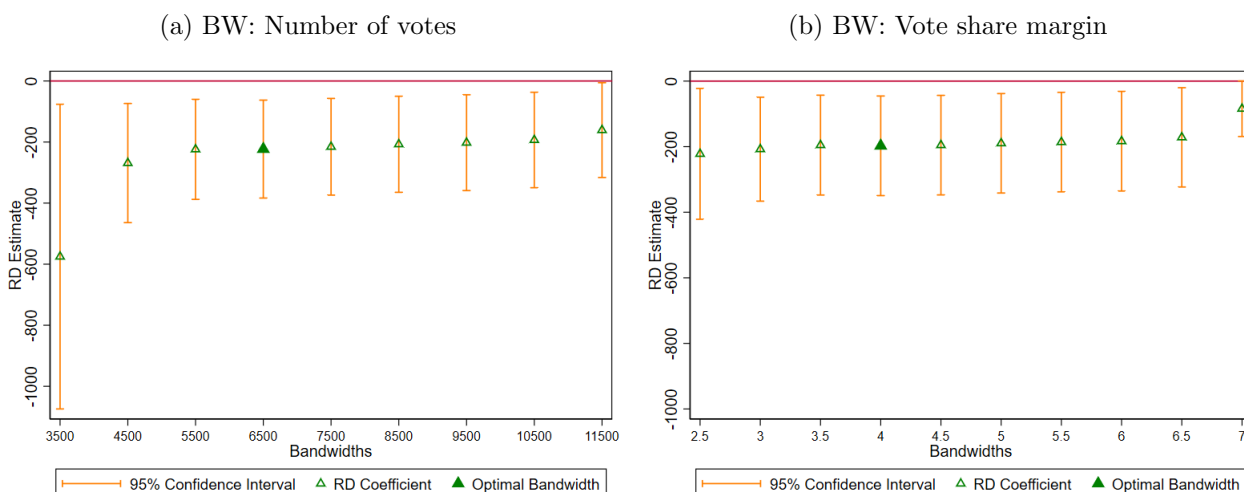 (a) BW: Number of votes
RD Estimate
0
-200
-400
-600
-800
-1000
3500 4500 5500 6500 7500 8500 9500 10500 11500
Bandwidths
95% Confidence Interval RD Coefficient Optimal Bandwidth
(b) BW: Vote share margin
RD Estimate
0
-200
-400
-600
-800
-1000
2.5 3 3.5 4 4.5 5 5.5 6 6.5 7
Bandwidths
95% Confidence Interval RD Coefficient Optimal Bandwidth